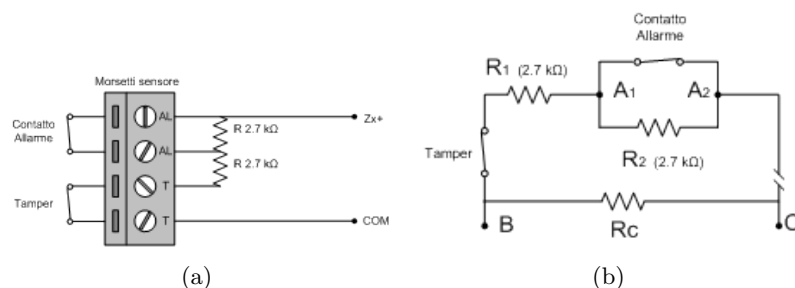 Morsetti sensore
Contatto
Allarme
Tamper
AL
AL
T
T
R 2.7 kΩ
R 2.7 kΩ
Zx+
COM
(a)
Contatto
Allarme
R1 (2.7 kΩ)
A1
A2
Tamper
R2 (2.7 kΩ)
B
Rc
C
(b)